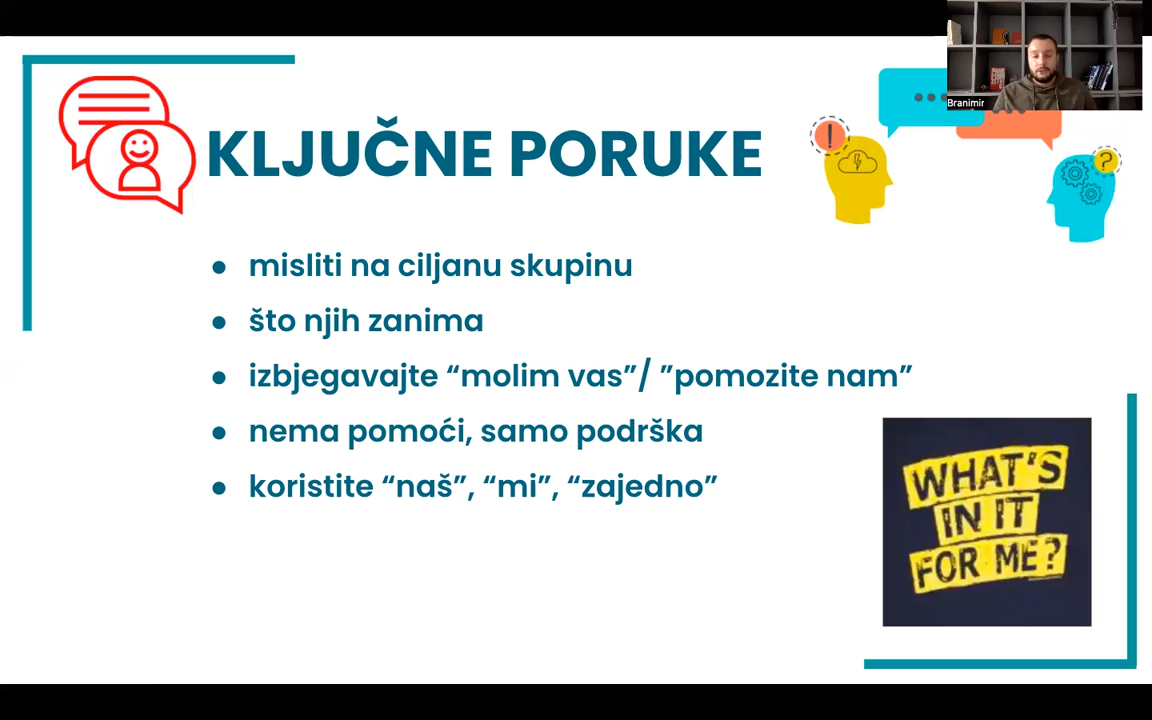 Branimir
KLJUČNE PORUKE
● misliti na ciljanu skupinu
● što njih zanima
● izbjegavajte “molim vas”/ ”pomozite nam”
● nema pomoći, samo podrška
● koristite “naš”, “mi”, “zajedno”
WHAT'S
IN IT
FOR ME?